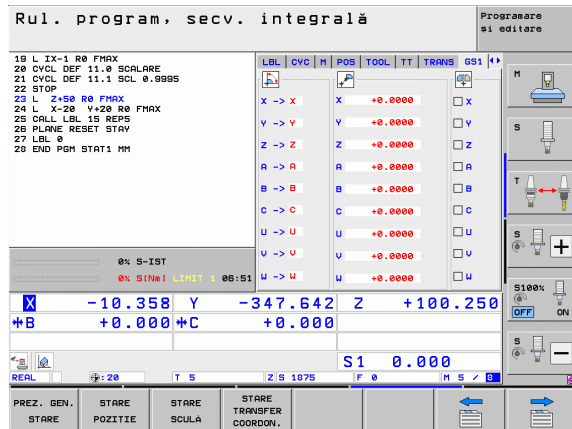 Rul. program, secv. integrală
Programare
și editare
19 L IX-1 R0 FMAX
20 CYCL DEF 11.0 SCALARE
21 CYCL DEF 11.1 SCL 0.9995
22 STOP
23 L Z+50 R0 FMAX
24 L X-20 Y+20 R0 FMAX
25 CALL LBL 15 REP5
26 PLANE RESET STAY
27 LBL 0
28 END PGM STAT1 MM
LBL CYC M POS TOOL TT TRANS GS1
X -> X X +0.0000 X
Y -> Y Y +0.0000 Y
Z -> Z Z +0.0000 Z
A -> A A +0.0000 A
B -> B B +0.0000 B
C -> C C +0.0000 C
U -> U U +0.0000 U
V -> V V +0.0000 V
W -> W W +0.0000 W
0% S-IST
0% S[Nm] LIMIT 1 06:51
X -10.358 Y -347.642 Z +100.250
B +0.000 C +0.000
S1 0.000
REAL : 20 T 5 Z S 1875 F 0 M 5 / 8
PREZ. GEN.
STARE
STARE
POZITIE
STARE
SCULĂ
STARE
TRANSFER
COORDON.
M
S
T
S
+
S100%
OFF ON
S
−